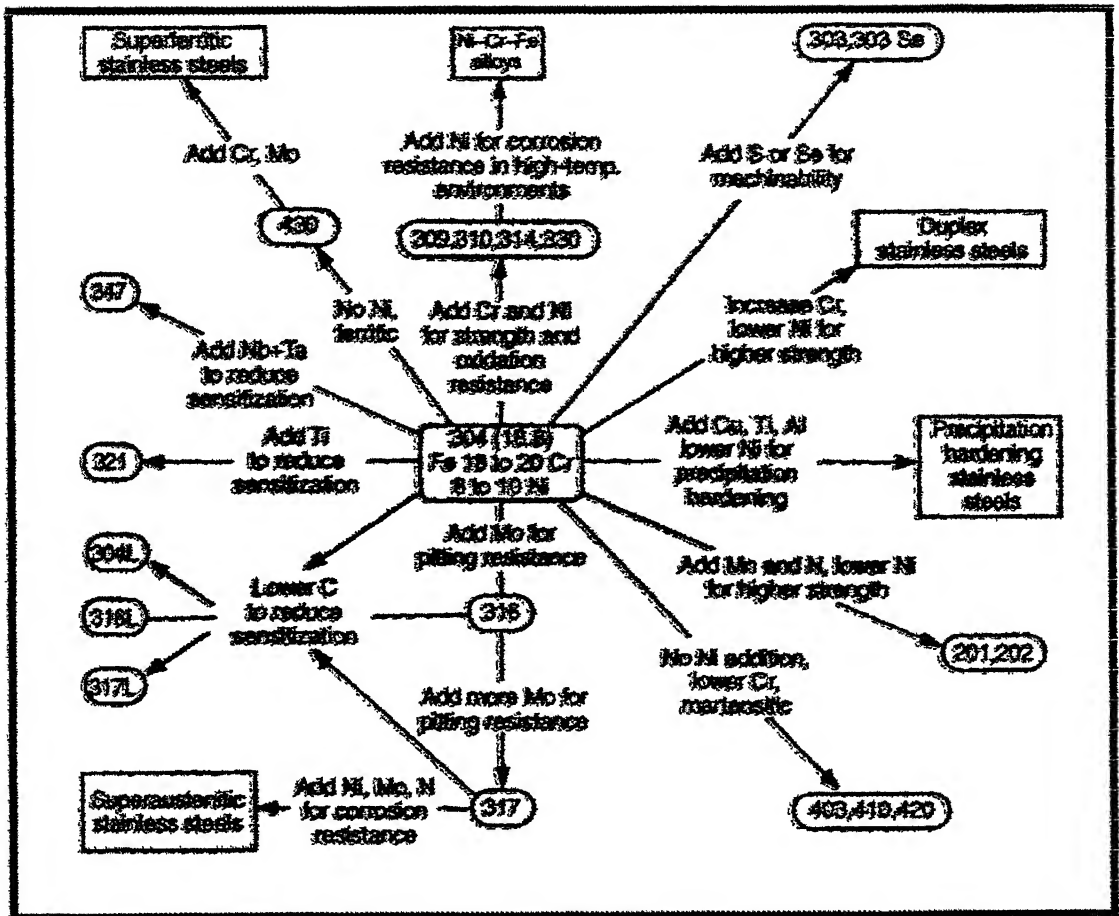 Superferritic
stainless steels
Ni-Cr-Fe
alloys
303,303 Se
Add Cr, Mo
Add Ni for corrosion
resistance in high-temp.
environments
Add S or Se for
machinability
430
309,310,314,330
Duplex
stainless steels
347
No Ni,
ferritic
Add Cr and Ni
for strength and
oxidation
resistance
Increase Cr,
lower Ni for
higher strength
Add Nb+Ta
to reduce
sensitization
321
Add Ti
to reduce
sensitization
304 (18.8)
Fe 18 to 20 Cr
8 to 10 Ni
Add Cu, Ti, Al
lower Ni for
precipitation
hardening
Precipitation
hardening
stainless
steels
304L
316L
317L
Lower C
to reduce
sensitization
Add Mo for
pitting resistance
316
Add and N, lower Ni
for higher strength
201,202
Add more Mo for
pitting resistance
No Ni addition,
lower Cr,
martensitic
Superaustenitic
stainless steels
Add Ni, Mo, N
for corrosion
resistance
317
403,410,420